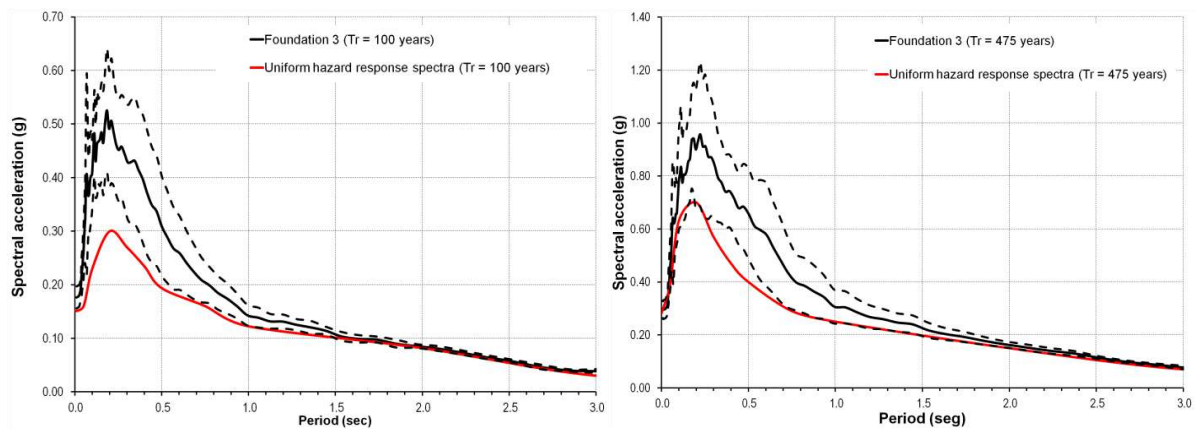 0.70
0.60
0.50
0.40
0.30
0.20
0.10
0.00
Spectral acceleration (g)
Foundation 3 (Tr = 100 years)
Uniform hazard response spectra (Tr = 100 years)
0.0 0.5 1.0 1.5 2.0 2.5 3.0
Period (sec)
1.40
1.20
1.00
0.80
0.60
0.40
0.20
0.00
Spectral acceleration (g)
Foundation 3 (Tr = 475 years)
Uniform hazard response spectra (Tr = 475 years)
0.0 0.5 1.0 1.5 2.0 2.5 3.0
Period (seg)